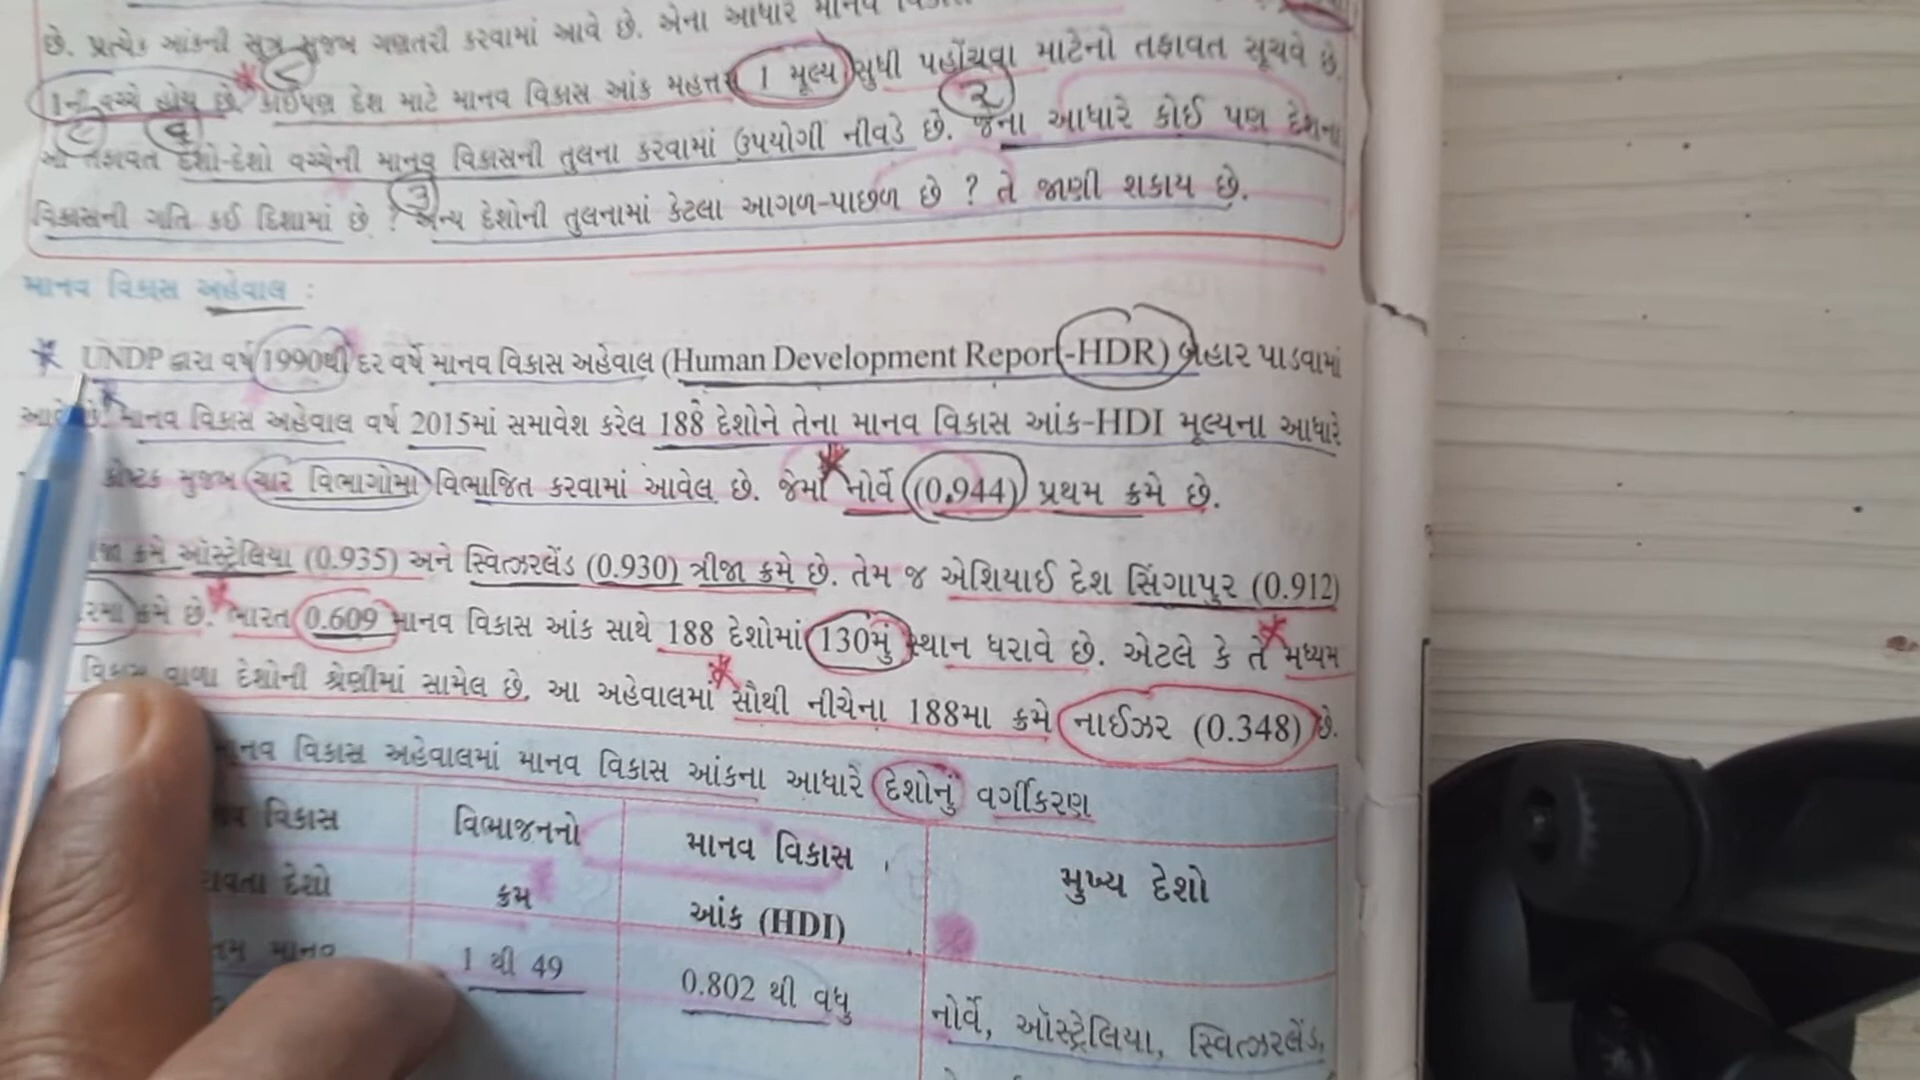 છે. પ્રત્યેક આંકની સૂત્ર મુજબ ગણતરી કરવામાં આવે છે. એના આધારે માનવ વિકાસ
1ની વચ્ચે હોય છે. કોઈપણ દેશ માટે માનવ વિકાસ આંક મહત્તમ 1 મૂલ્ય સુધી પહોંચવા માટેનો તફાવત સૂચવે છે.
આ તફાવત દેશો-દેશો વચ્ચેની માનવ વિકાસની તુલના કરવામાં ઉપયોગી નીવડે છે. જેના આધારે કોઈ પણ દેશના
વિકાસની ગતિ કઈ દિશામાં છે ? અન્ય દેશોની તુલનામાં કેટલા આગળ-પાછળ છે ? તે જાણી શકાય છે.
માનવ વિકાસ અહેવાલ :
UNDP દ્વારા વર્ષ 1990થી દર વર્ષે માનવ વિકાસ અહેવાલ (Human Development Report-HDR) બહાર પાડવામાં
આવે છે. માનવ વિકાસ અહેવાલ વર્ષ 2015માં સમાવેશ કરેલ 188 દેશોને તેના માનવ વિકાસ આંક-HDI મૂલ્યના આધારે
કોષ્ટક મુજબ ચાર વિભાગોમાં વિભાજિત કરવામાં આવેલ છે. જેમાં નોર્વે (0.944) પ્રથમ ક્રમે છે.
ક્રમે ઑસ્ટ્રેલિયા (0.935) અને સ્વિત્ઝરલેંડ (0.930) ત્રીજા ક્રમે છે. તેમ જ એશિયાઈ દેશ સિંગાપુર (0.912)
ક્રમે છે. ભારત 0.609 માનવ વિકાસ આંક સાથે 188 દેશોમાં 130મું સ્થાન ધરાવે છે. એટલે કે તે મધ્યમ
વિકાસ વાળા દેશોની શ્રેણીમાં સામેલ છે. આ અહેવાલમાં સૌથી નીચેના 188મા ક્રમે નાઈઝર (0.348) છે.
માનવ વિકાસ અહેવાલમાં માનવ વિકાસ આંકના આધારે દેશોનું વર્ગીકરણ
વિકાસ
દેશો
વિભાજનનો
ક્રમ
માનવ વિકાસ
આંક (HDI)
મુખ્ય દેશો
માનવ
1 થી 49
0.802 થી વધુ
નોર્વે, ઑસ્ટ્રેલિયા, સ્વિત્ઝરલેંડ,